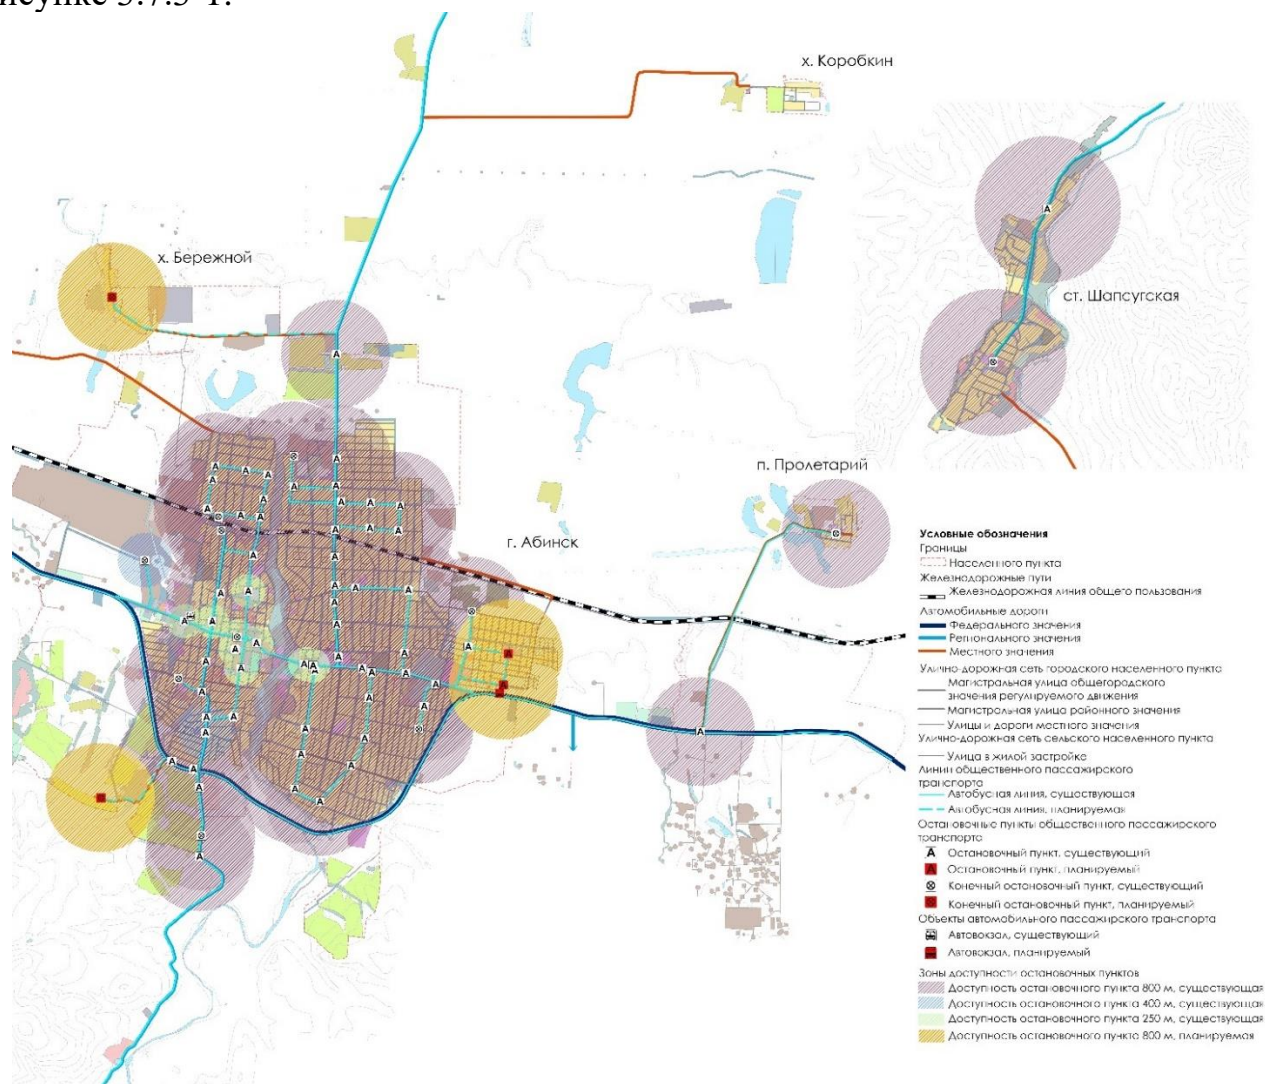 исунке 3.7.3-1.
х. Коробкин
х. Бережной
ст. Шапсугская
п. Пролетарий
г. Абинск
Условные обозначения
Границы
Населенного пункта
Железнодорожные пути
Железнодорожная линия общего пользования
Автомобильные дороги
Федерального значения
Регионального значения
Местного значения
Улично-дорожная сеть городского населенного пункта
Магистральная улица общегородского
значения регулируемого движения
Магистральная улица районного значения
Улицы и дороги местного значения
Улично-дорожная сеть сельского населенного пункта
Улица в жилой застройке
Линии общественного пассажирского
транспорта
Автобусная линия, существующая
Автобусная линия, планируемая
Остановочные пункты общественного пассажирского
транспорта
А Остановочный пункт, существующий
А Остановочный пункт, планируемый
Конечный остановочный пункт, существующий
Конечный остановочный пункт, планируемый
Объекты автомобильного пассажирского транспорта
Автовокзал, существующий
Автовокзал, планируемый
Зоны доступности остановочных пунктов
Доступность остановочного пункта 800 м, существующая
Доступность остановочного пункта 400 м, существующая
Доступность остановочного пункта 250 м, существующая
Доступность остановочного пункта 800 м, планируемая